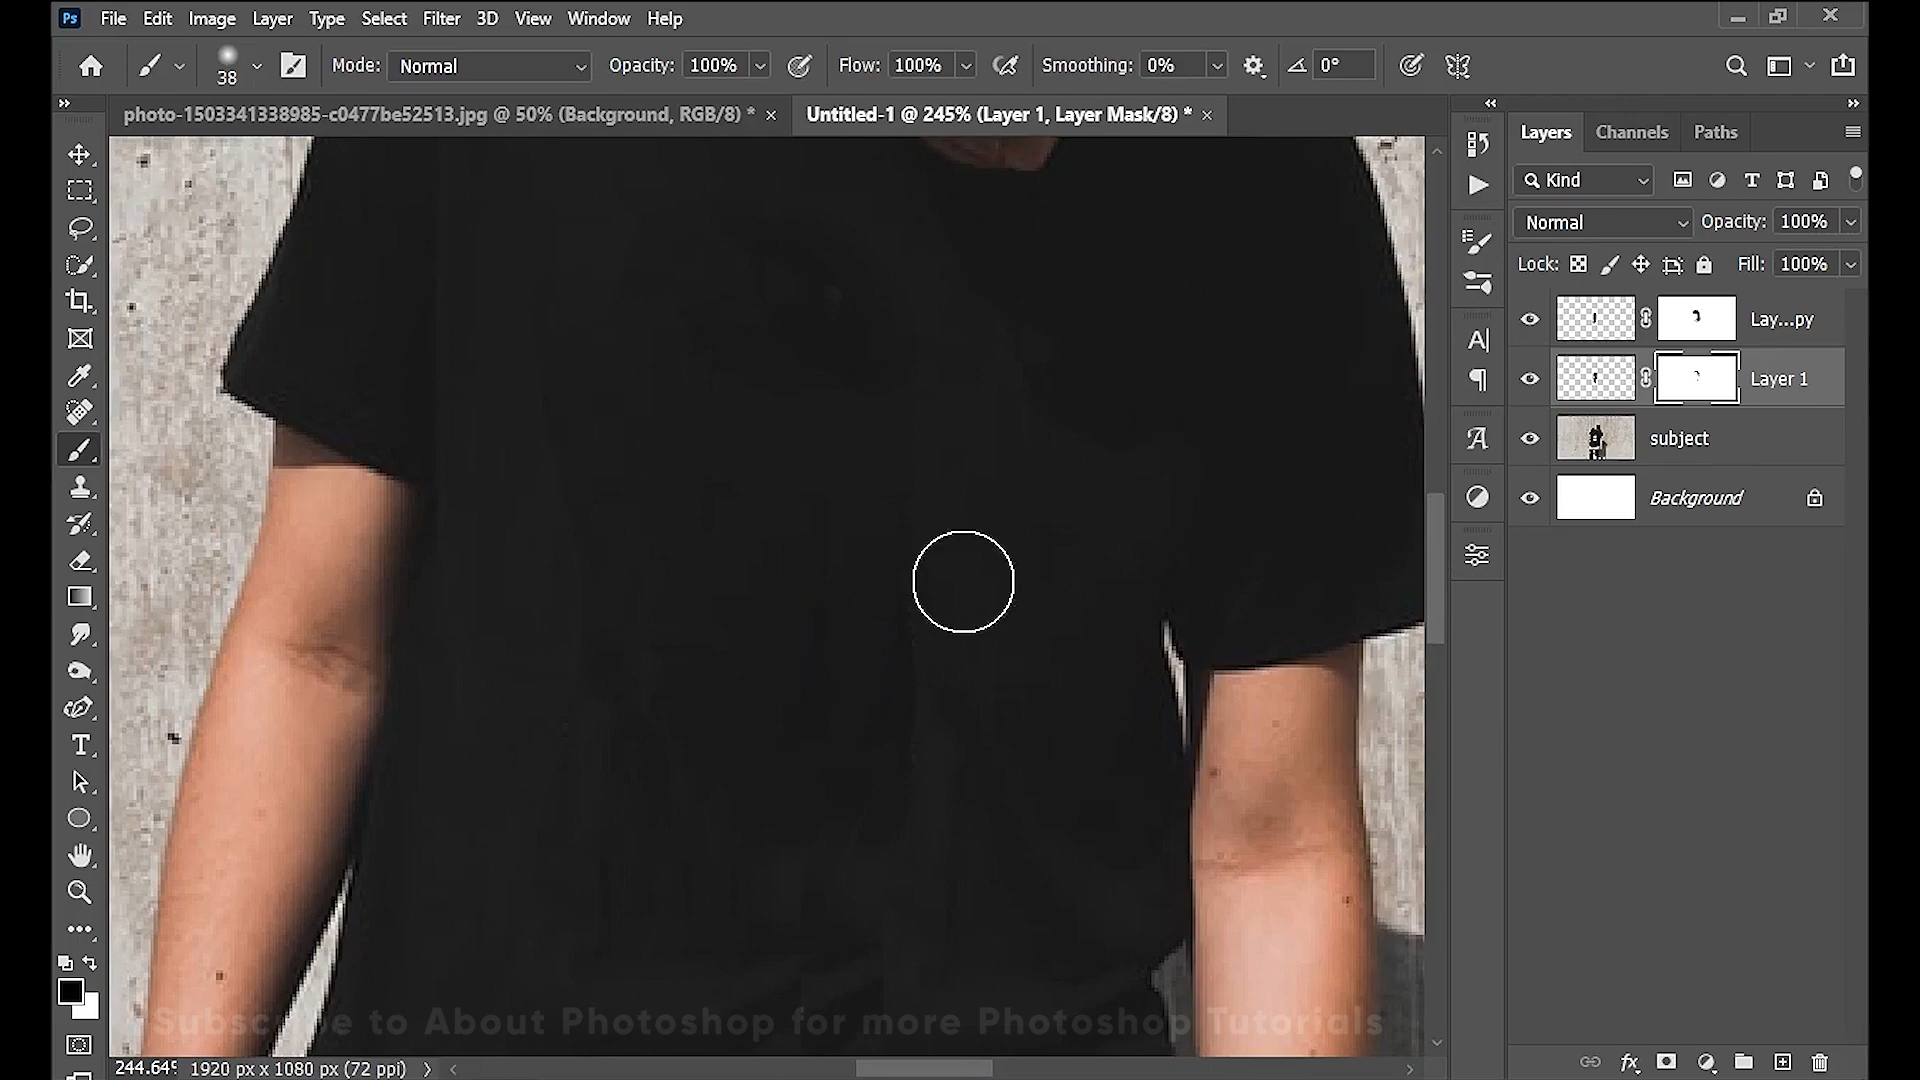 Ps File Edit Image Layer Type Select Filter 3D View Window Help
38 Mode: Normal Opacity: 100% Flow: 100% Smoothing: 0% 0°
photo-1503341338985-c0477be52513.jpg @ 50% (Background, RGB/8) * × Untitled-1 @ 245% (Layer 1, Layer Mask/8) * ×
Layers Channels Paths
Kind
Normal Opacity: 100%
Lock: Fill: 100%
Lay...py
Layer 1
subject
Background
Subscribe to About Photoshop for more Photoshop Tutorials
244.64% 1920 px x 1080 px (72 ppi)